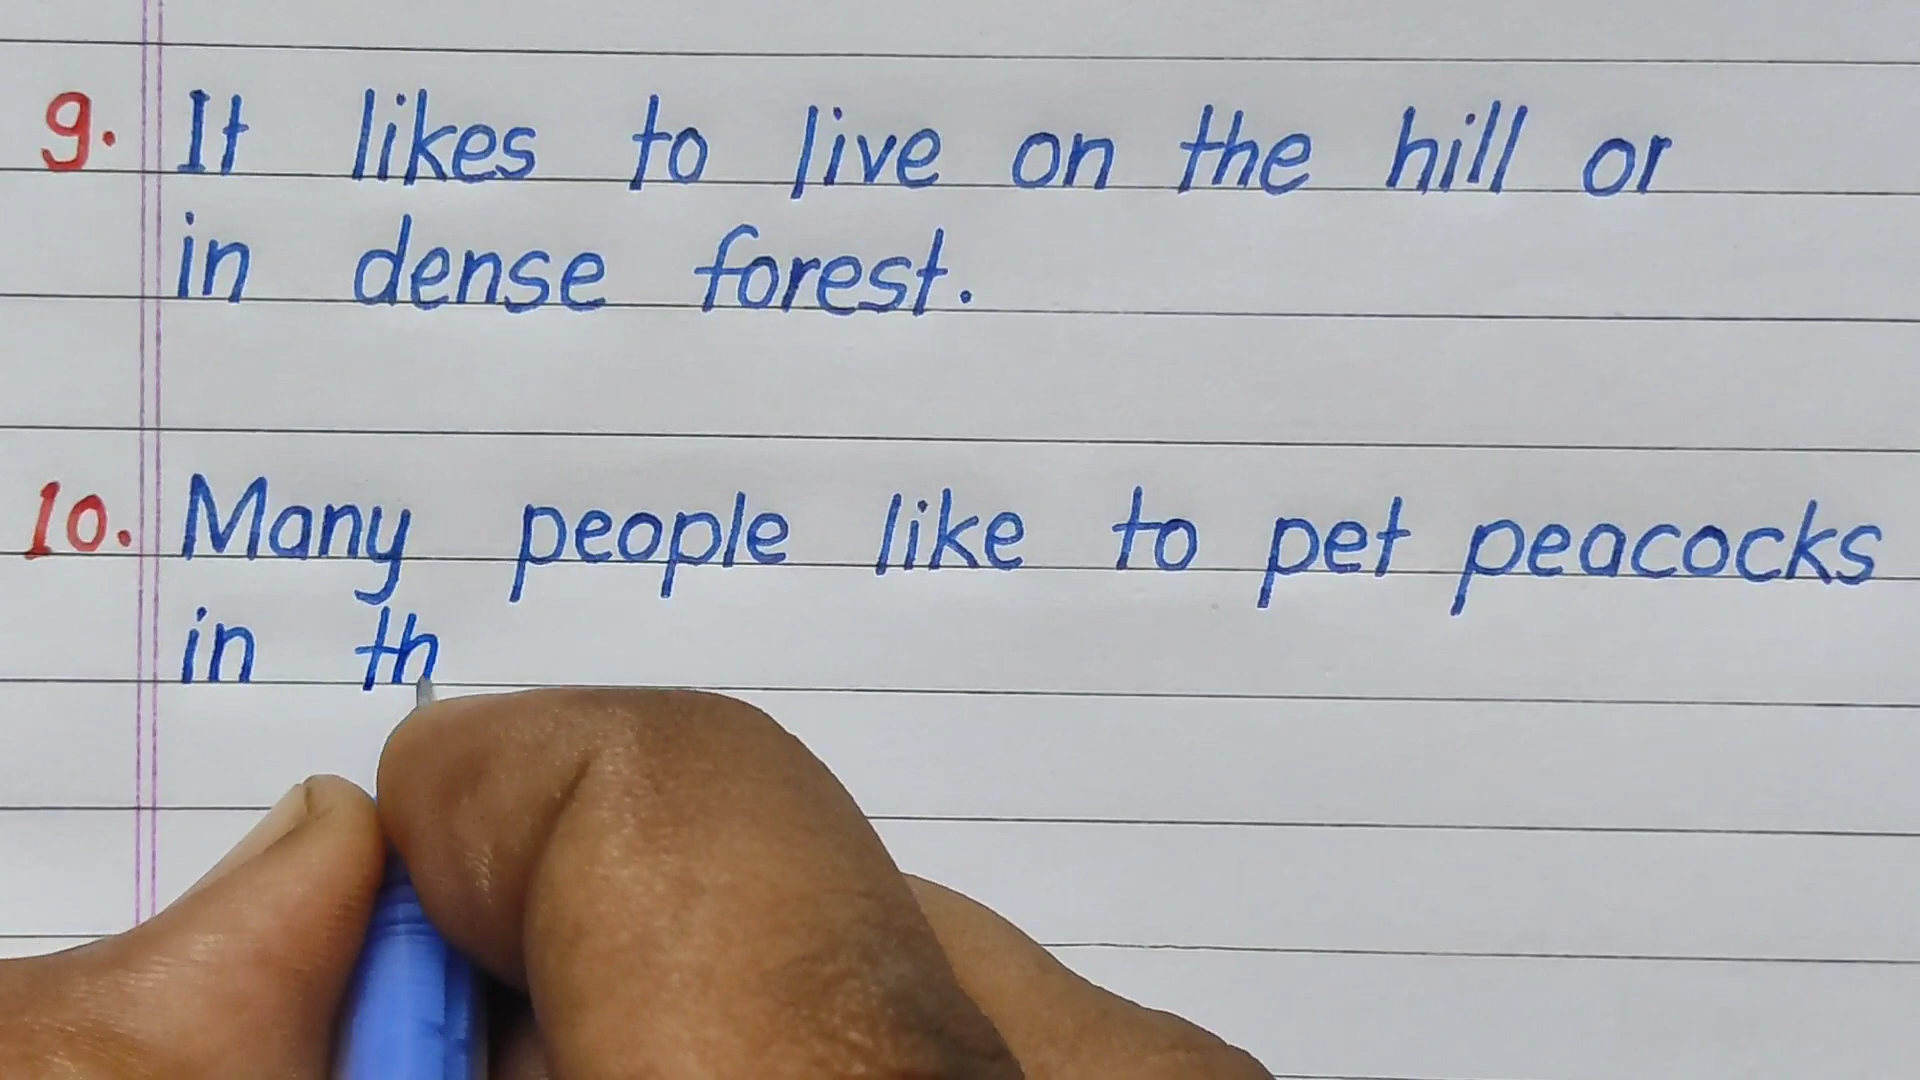 9. It likes to live on the hill or
in dense forest.
10. Many people like to pet peacocks
in th